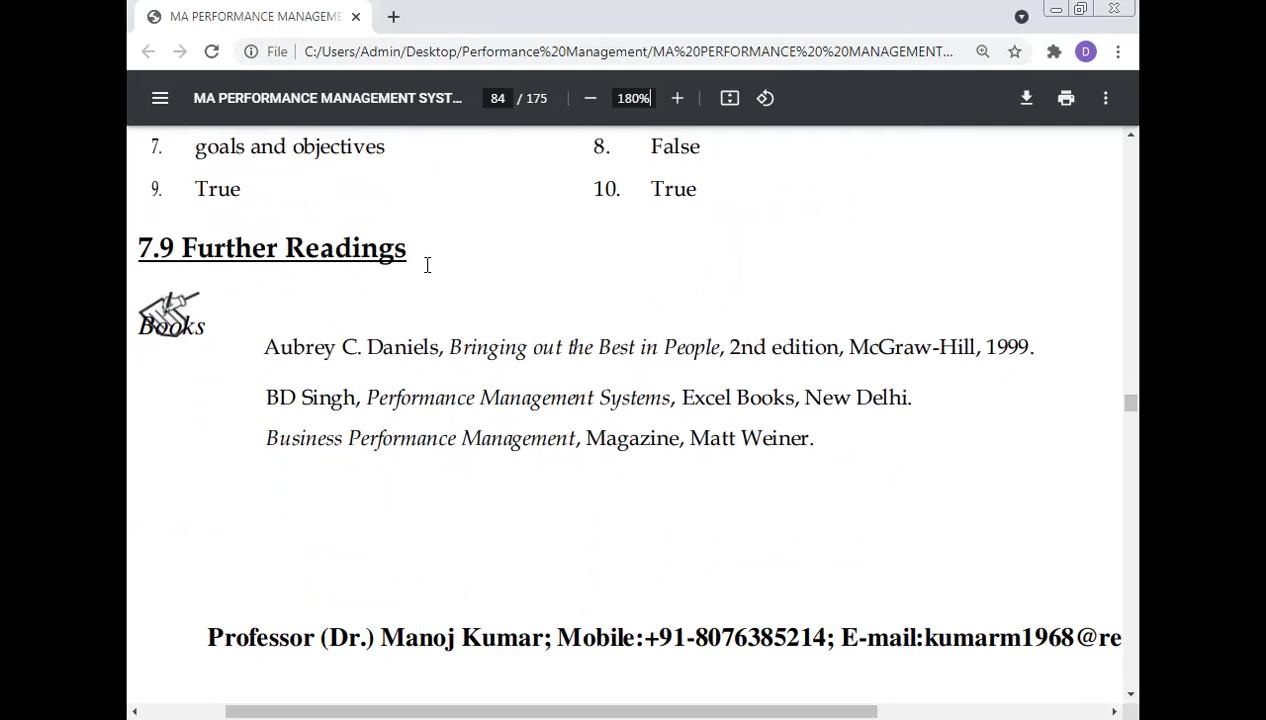 MA PERFORMANCE MANAGEME
File C:/Users/Admin/Desktop/Performance%20Management/MA%20PERFORMANCE%20%20MANAGEMENT... D
MA PERFORMANCE MANAGEMENT SYST... 84 / 175 180%
7. goals and objectives 8. False
9. True 10. True
7.9 Further Readings
Books
Aubrey C. Daniels, Bringing out the Best in People, 2nd edition, McGraw-Hill, 1999.
BD Singh, Performance Management Systems, Excel Books, New Delhi.
Business Performance Management, Magazine, Matt Weiner.
Professor (Dr.) Manoj Kumar; Mobile:+91-8076385214; E-mail:kumarm1968@re